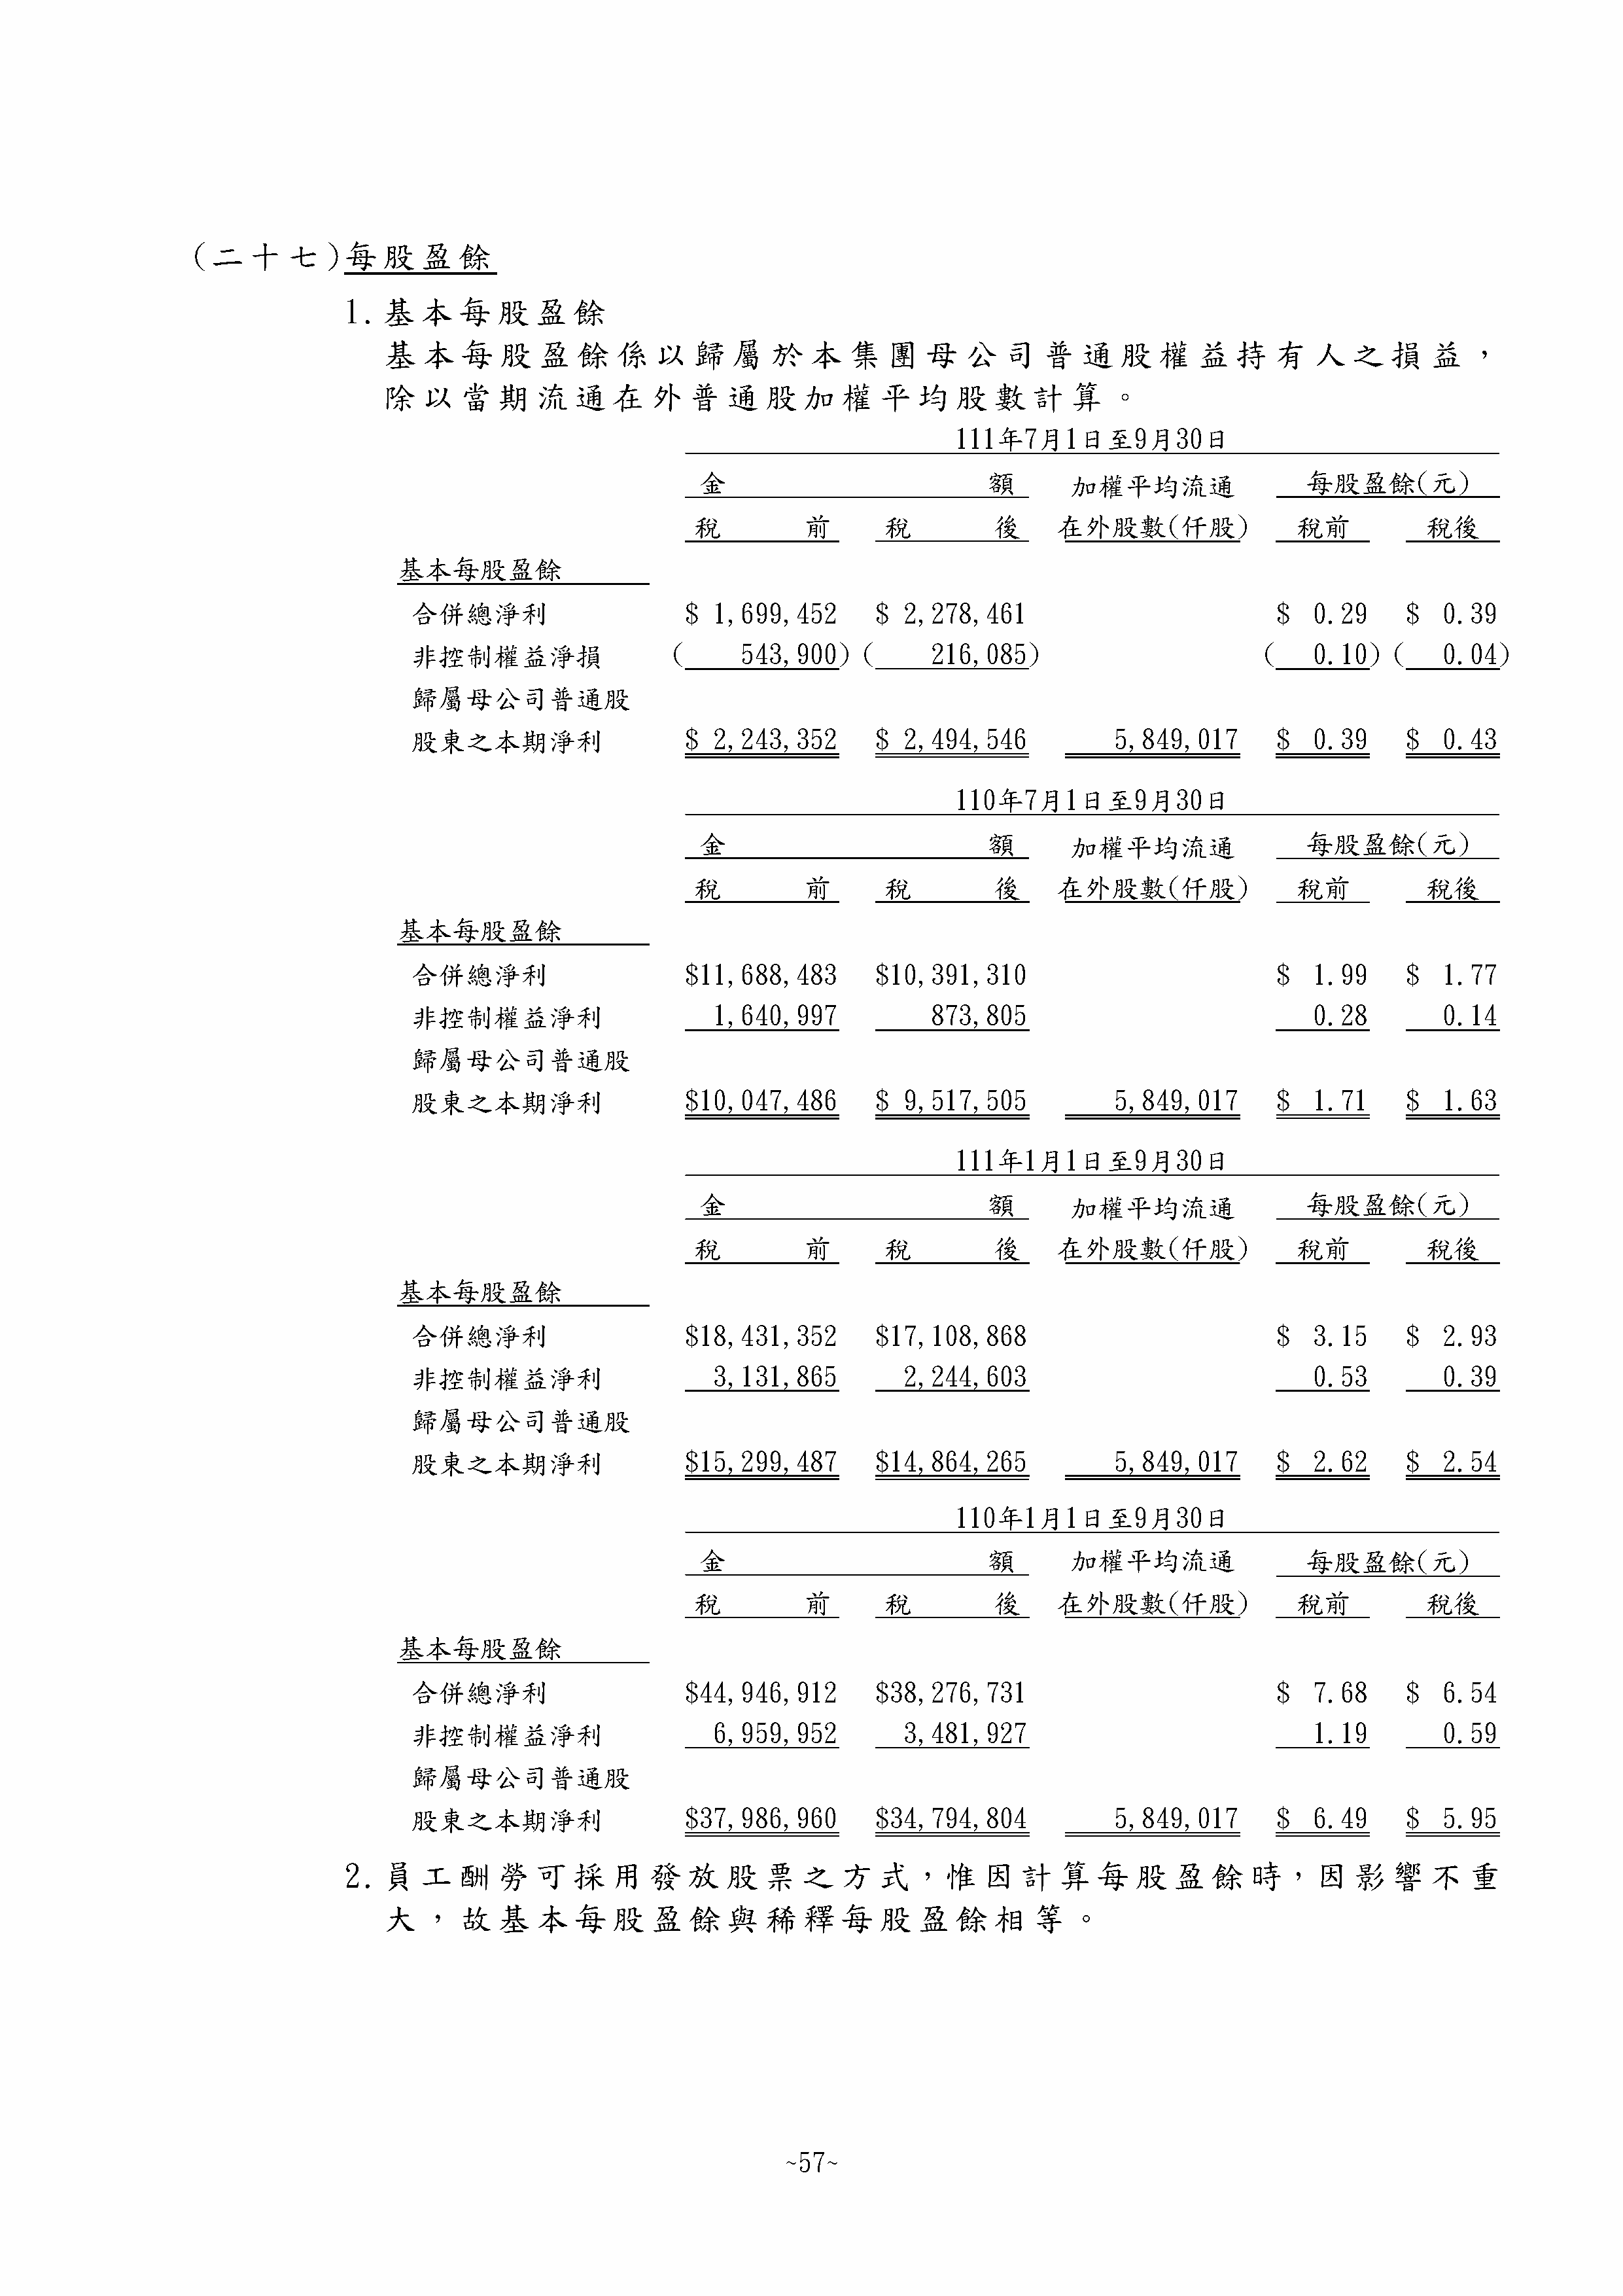 (二十七)每股盈餘
1.基本每股盈餘
基本每股盈餘係以歸屬於本集團母公司普通股權益持有人之損益，
除以當期流通在外普通股加權平均股數計算。
111年7月1日至9月30日
金 額 加權平均流通 每股盈餘(元)
稅 前 稅 後 在外股數(仟股) 稅前 稅後
基本每股盈餘
合併總淨利 $ 1,699,452 $ 2,278,461 $ 0.29 $ 0.39
非控制權益淨損 ( 543,900) ( 216,085) ( 0.10) ( 0.04)
歸屬母公司普通股
股東之本期淨利 $ 2,243,352 $ 2,494,546 5,849,017 $ 0.39 $ 0.43
110年7月1日至9月30日
金 額 加權平均流通 每股盈餘(元)
稅 前 稅 後 在外股數(仟股) 稅前 稅後
基本每股盈餘
合併總淨利 $11,688,483 $10,391,310 $ 1.99 $ 1.77
非控制權益淨利 1,640,997 873,805 0.28 0.14
歸屬母公司普通股
股東之本期淨利 $10,047,486 $ 9,517,505 5,849,017 $ 1.71 $ 1.63
111年1月1日至9月30日
金 額 加權平均流通 每股盈餘(元)
稅 前 稅 後 在外股數(仟股) 稅前 稅後
基本每股盈餘
合併總淨利 $18,431,352 $17,108,868 $ 3.15 $ 2.93
非控制權益淨利 3,131,865 2,244,603 0.53 0.39
歸屬母公司普通股
股東之本期淨利 $15,299,487 $14,864,265 5,849,017 $ 2.62 $ 2.54
110年1月1日至9月30日
金 額 加權平均流通 每股盈餘(元)
稅 前 稅 後 在外股數(仟股) 稅前 稅後
基本每股盈餘
合併總淨利 $44,946,912 $38,276,731 $ 7.68 $ 6.54
非控制權益淨利 6,959,952 3,481,927 1.19 0.59
歸屬母公司普通股
股東之本期淨利 $37,986,960 $34,794,804 5,849,017 $ 6.49 $ 5.95
2.員工酬勞可採用發放股票之方式，惟因計算每股盈餘時，因影響不重
大，故基本每股盈餘與稀釋每股盈餘相等。
~57~